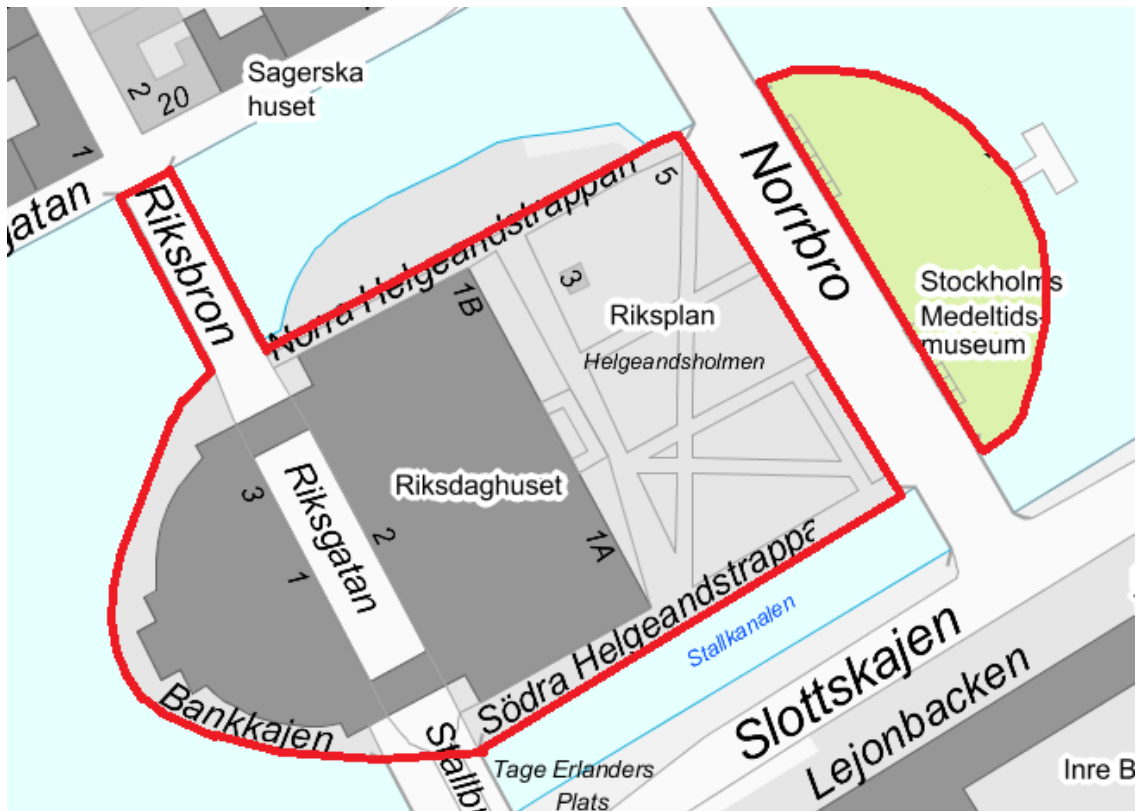 Sagerska
huset
2
20
1
gatan
Riksbron
Norra Helgeandstrappan
5
Norrbro
1B
3
Riksplan
Helgeandsholmen
Stockholms
Medeltids-
museum
Riksdaghuset
3
Riksgatan
2
1
1A
Södra Helgeandstrappa
Stallkanalen
Bankkajen
Stallb
Slottskajen
Lejonbacken
Tage Erlanders
Plats
Inre B